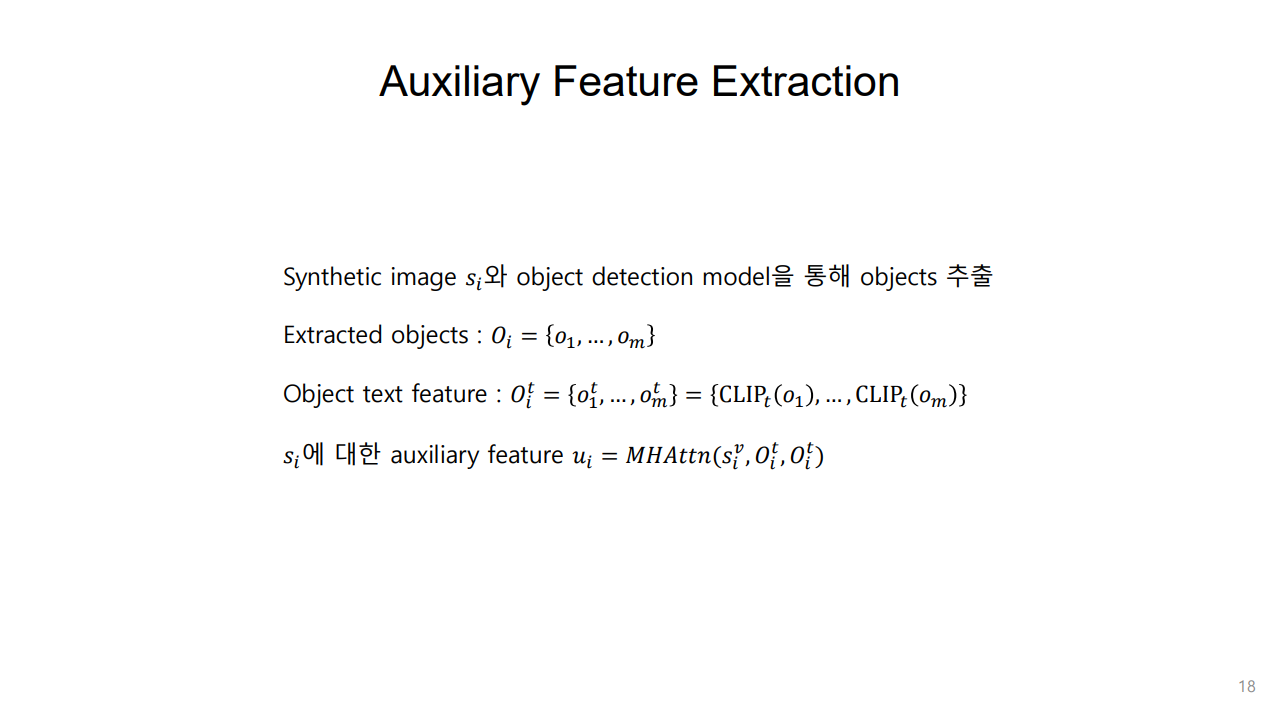 Auxiliary Feature Extraction
Synthetic image $s_i$와 object detection model을 통해 objects 추출
Extracted objects : $O_i = \{o_1, \ldots, o_m\}$
Object text feature : $O_i^t = \{o_1^t, \ldots, o_m^t\} = \{\mathrm{CLIP}_t(o_1), \ldots, \mathrm{CLIP}_t(o_m)\}$
$s_i$에 대한 auxiliary feature $u_i = MHAttn(s_i^v, O_i^t, O_i^t)$
18